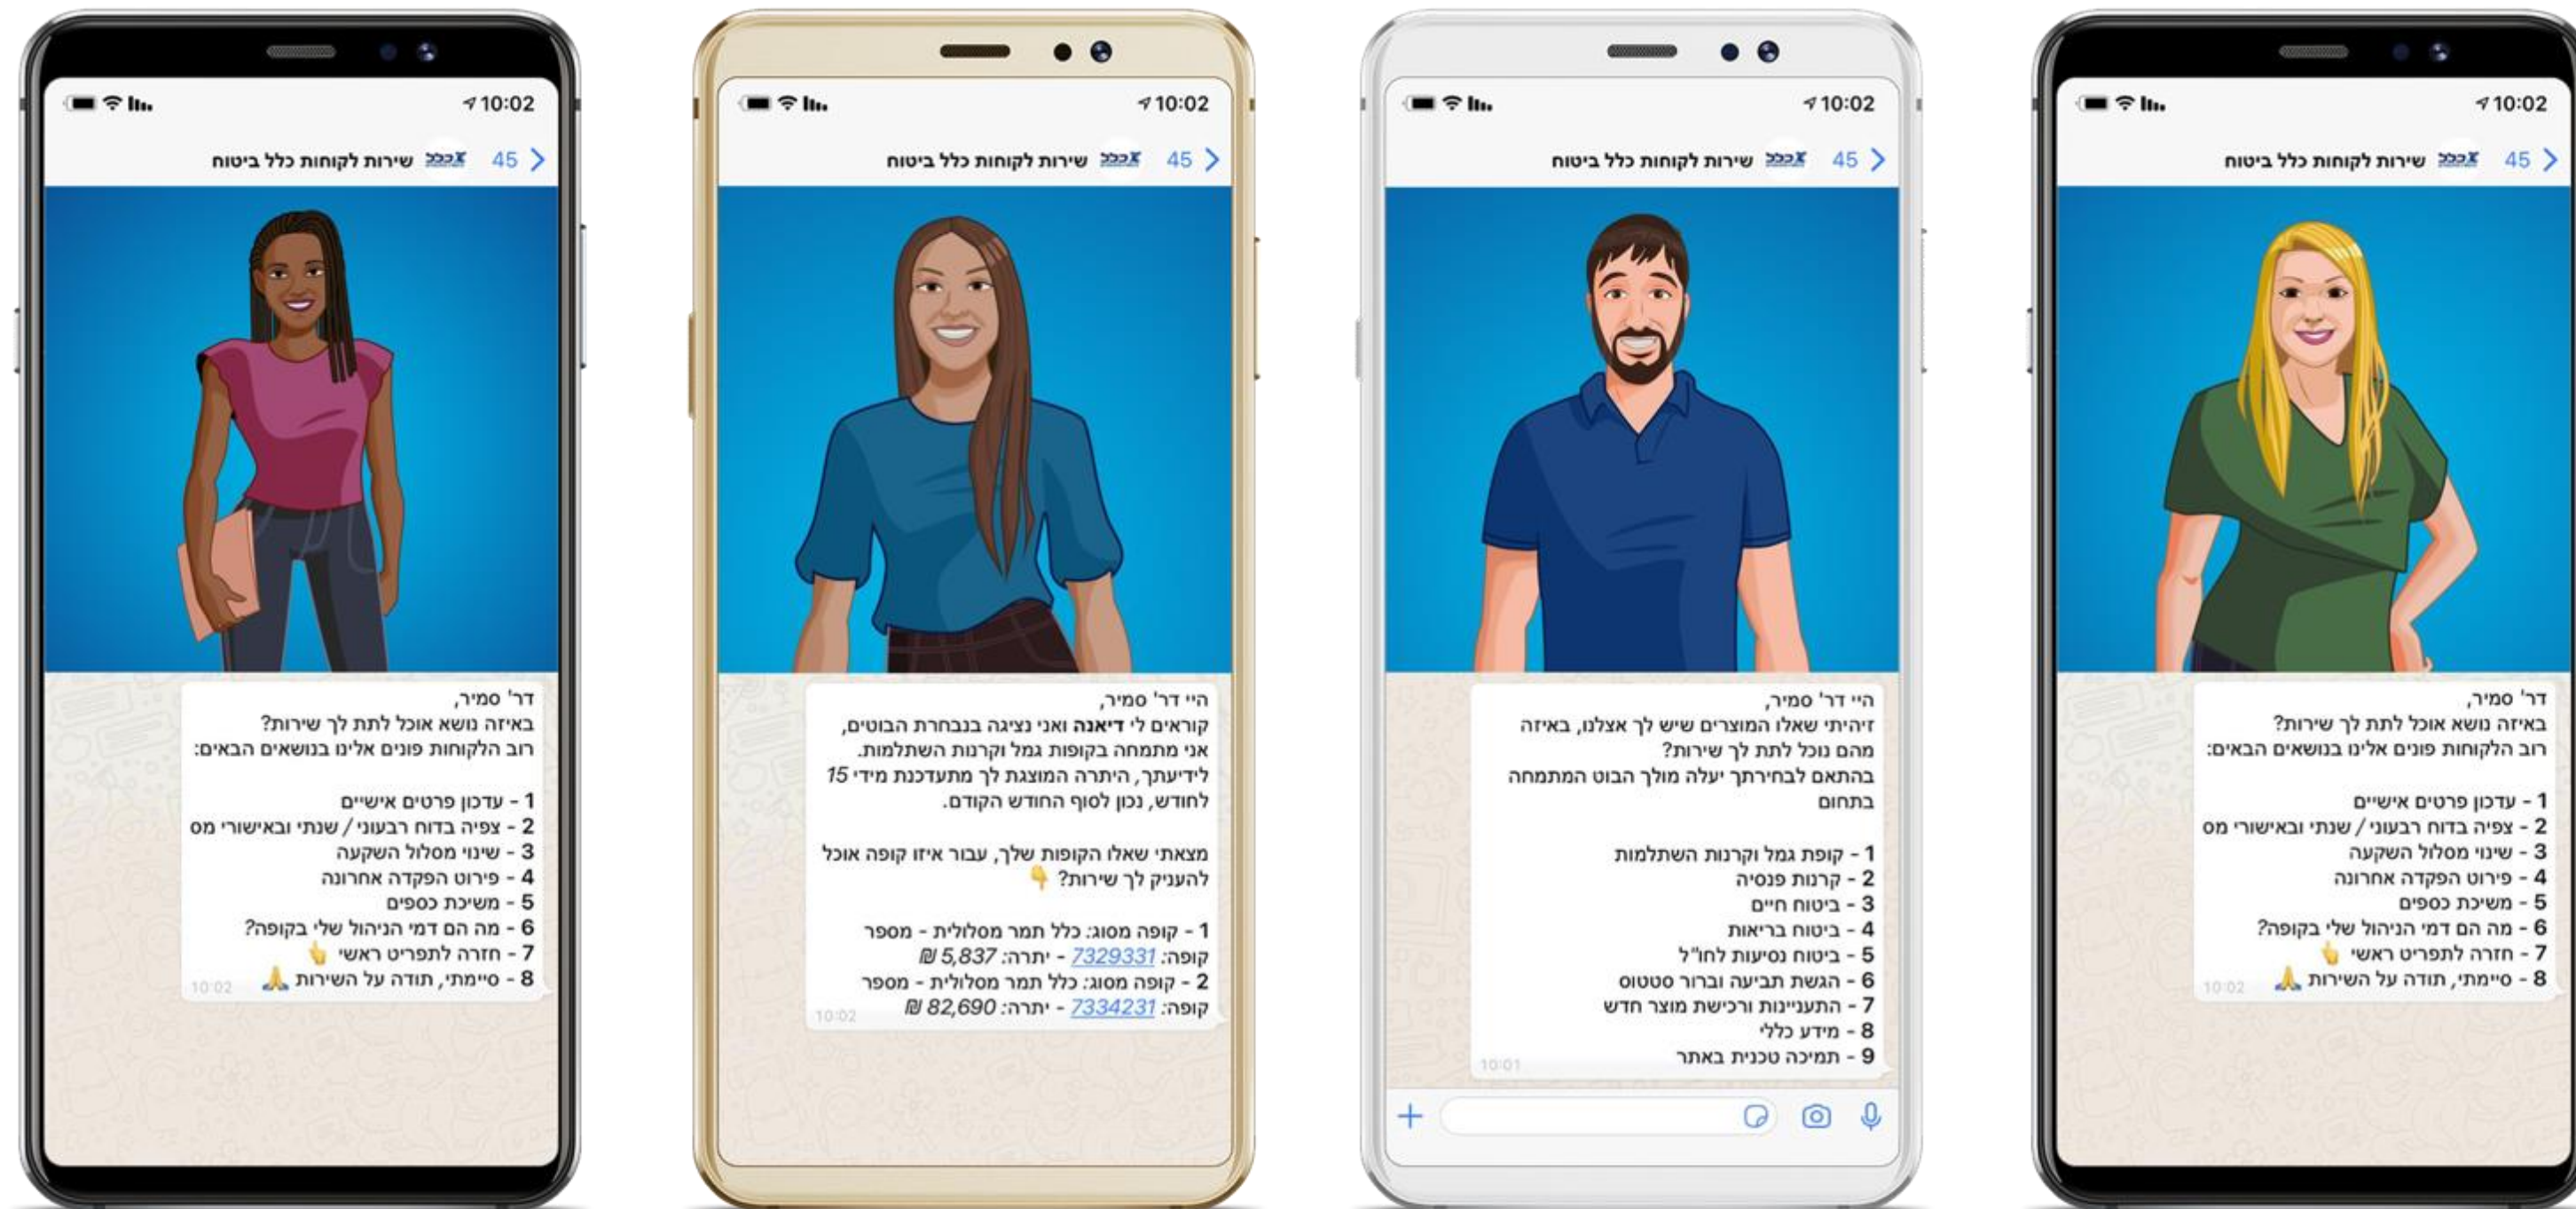 10:02
45 כלל שירות לקוחות כלל ביטוח
דר' סמיר,
באיזה נושא אוכל לתת לך שירות?
רוב הלקוחות פונים אלינו בנושאים הבאים:
1 - עדכון פרטים אישיים
2 - צפיה בדוח רבעוני / שנתי ובאישורי מס
3 - שינוי מסלול השקעה
4 - פירוט הפקדה אחרונה
5 - משיכת כספים
6 - מה הם דמי הניהול שלי בקופה?
7 - חזרה לתפריט ראשי 👆
8 - סיימתי, תודה על השירות 🙏
10:02
10:02
45 כלל שירות לקוחות כלל ביטוח
היי דר' סמיר,
קוראים לי דיאנה ואני נציגה בנבחרת הבוטים,
אני מתמחה בקופות גמל וקרנות השתלמות.
לידיעתך, היתרה המוצגת לך מתעדכנת מידי 15
לחודש, נכון לסוף החודש הקודם.
מצאתי שאלו הקופות שלך, עבור איזו קופה אוכל
להעניק לך שירות? 👇
1 - קופה מסוג: כלל תמר מסלולית - מספר
קופה: 7329331 - יתרה: 5,837 ₪
2 - קופה מסוג: כלל תמר מסלולית - מספר
קופה: 7334231 - יתרה: 82,690 ₪
10:02
10:02
45 כלל שירות לקוחות כלל ביטוח
היי דר' סמיר,
זיהיתי שאלו המוצרים שיש לך אצלנו, באיזה
מהם נוכל לתת לך שירות?
בהתאם לבחירתך יעלה מולך הבוט המתמחה
בתחום
1 - קופת גמל וקרנות השתלמות
2 - קרנות פנסיה
3 - ביטוח חיים
4 - ביטוח בריאות
5 - ביטוח נסיעות לחו״ל
6 - הגשת תביעה וברור סטטוס
7 - התעניינות ורכישת מוצר חדש
8 - מידע כללי
9 - תמיכה טכנית באתר
10:01
10:02
45 כלל שירות לקוחות כלל ביטוח
דר' סמיר,
באיזה נושא אוכל לתת לך שירות?
רוב הלקוחות פונים אלינו בנושאים הבאים:
1 - עדכון פרטים אישיים
2 - צפיה בדוח רבעוני / שנתי ובאישורי מס
3 - שינוי מסלול השקעה
4 - פירוט הפקדה אחרונה
5 - משיכת כספים
6 - מה הם דמי הניהול שלי בקופה?
7 - חזרה לתפריט ראשי 👆
8 - סיימתי, תודה על השירות 🙏
10:02